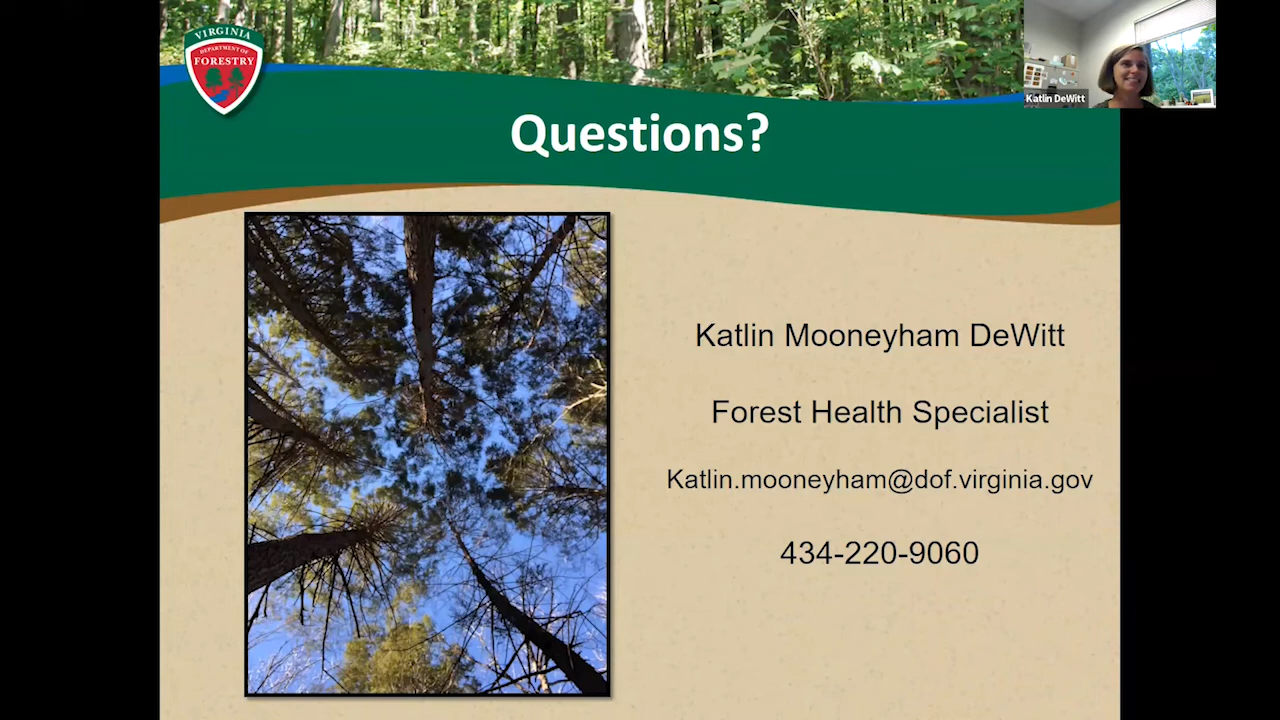 VIRGINIA
DEPARTMENT OF
FORESTRY
Katlin DeWitt
Questions?
Katlin Mooneyham DeWitt
Forest Health Specialist
Katlin.mooneyham@dof.virginia.gov
434-220-9060